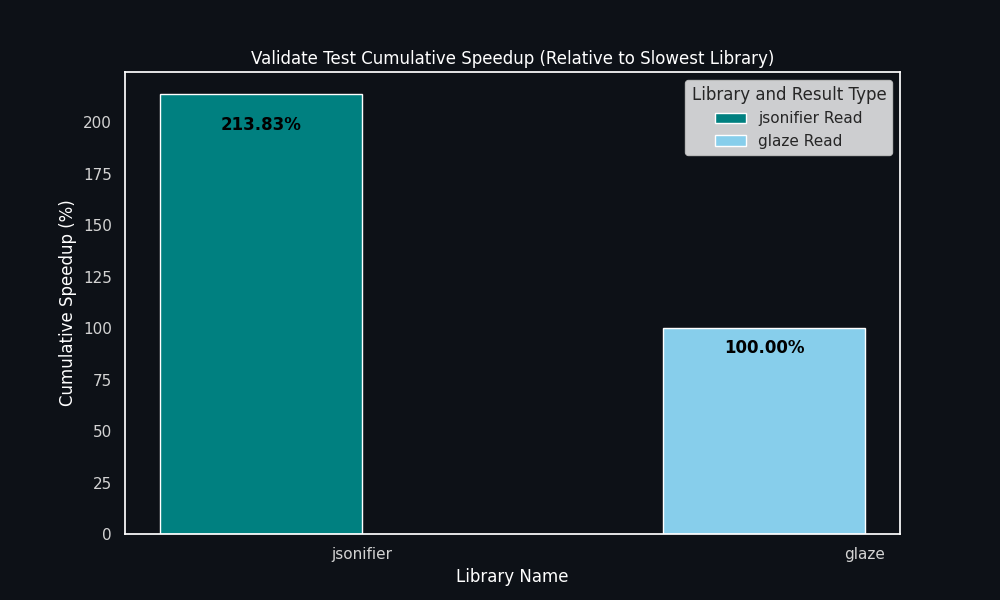 Validate Test Cumulative Speedup (Relative to Slowest Library)
Library and Result Type
jsonifier Read
glaze Read
213.83%
100.00%
Cumulative Speedup (%)
200
175
150
125
100
75
50
25
0
jsonifier
glaze
Library Name